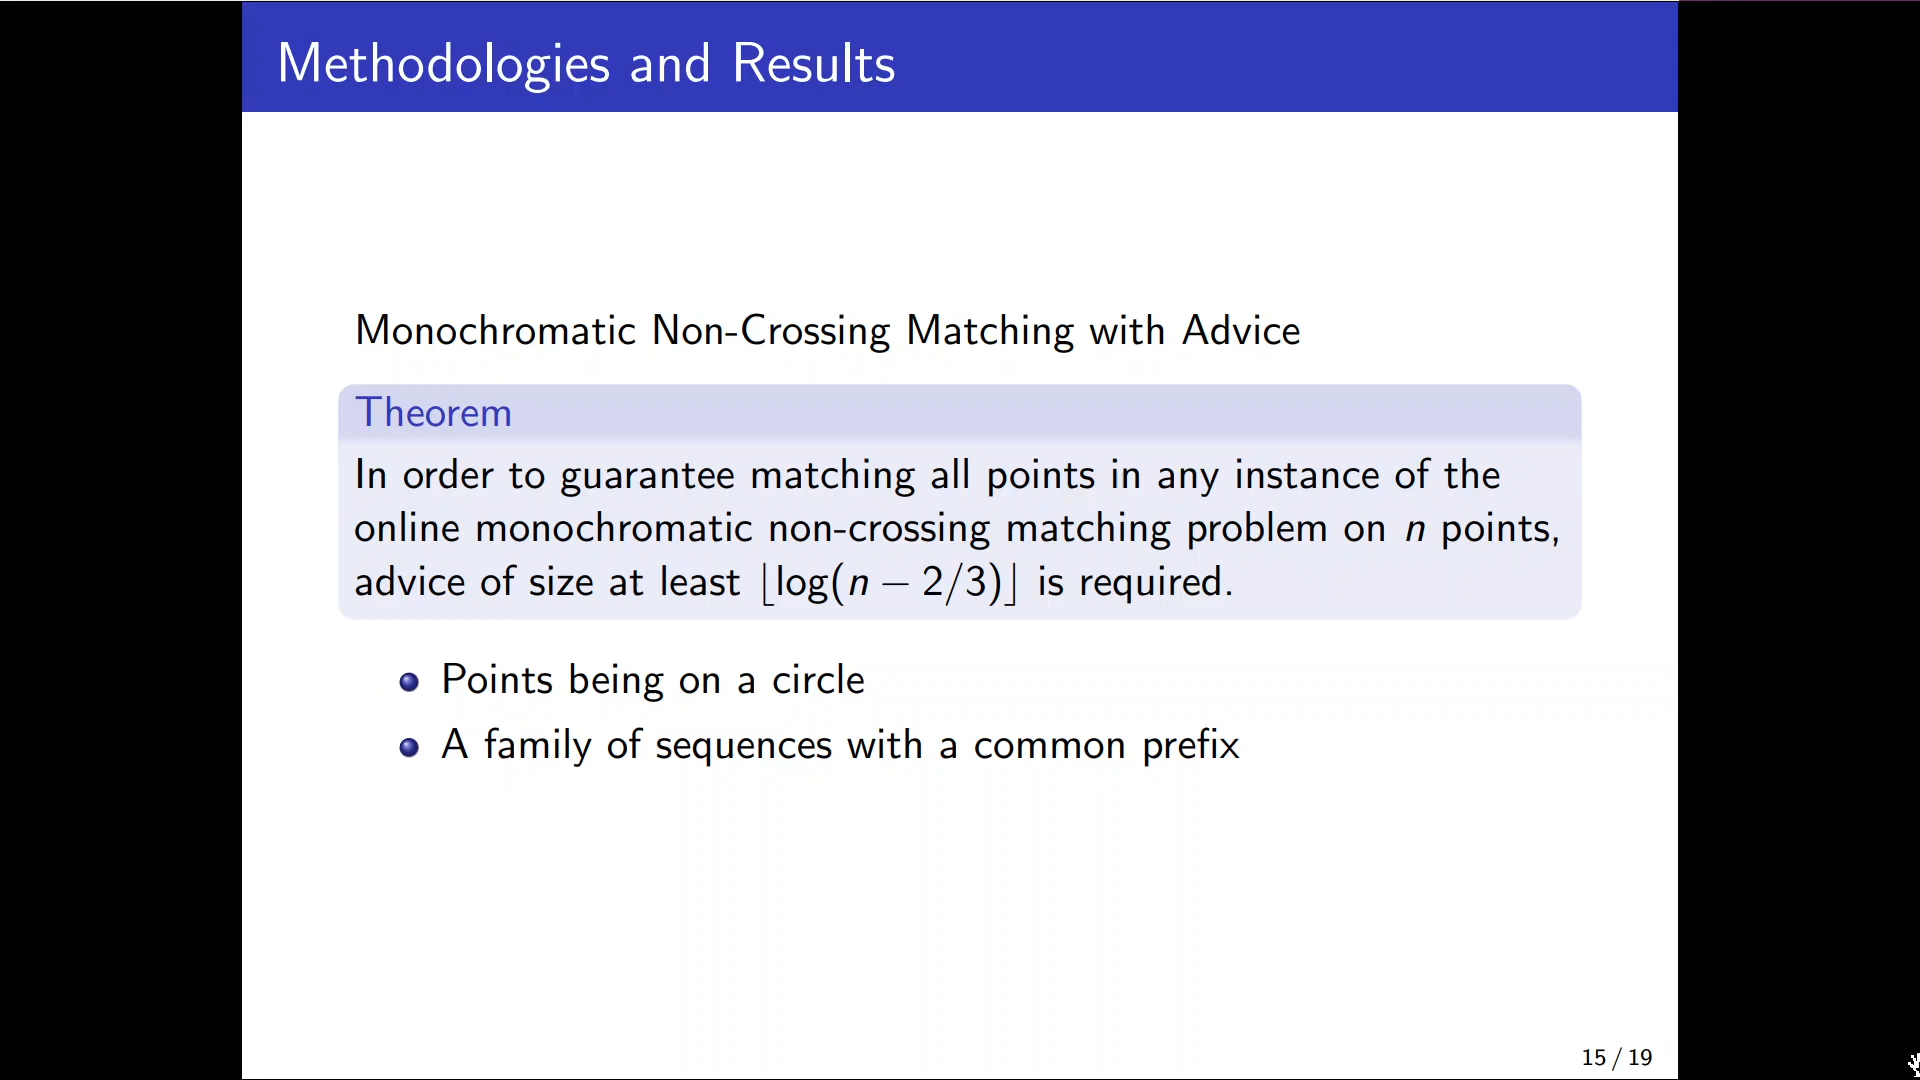 Methodologies and Results
Monochromatic Non-Crossing Matching with Advice
Theorem
In order to guarantee matching all points in any instance of the
online monochromatic non-crossing matching problem on n points,
advice of size at least ⌊log(n − 2/3)⌋ is required.
Points being on a circle
A family of sequences with a common prefix
15 / 19